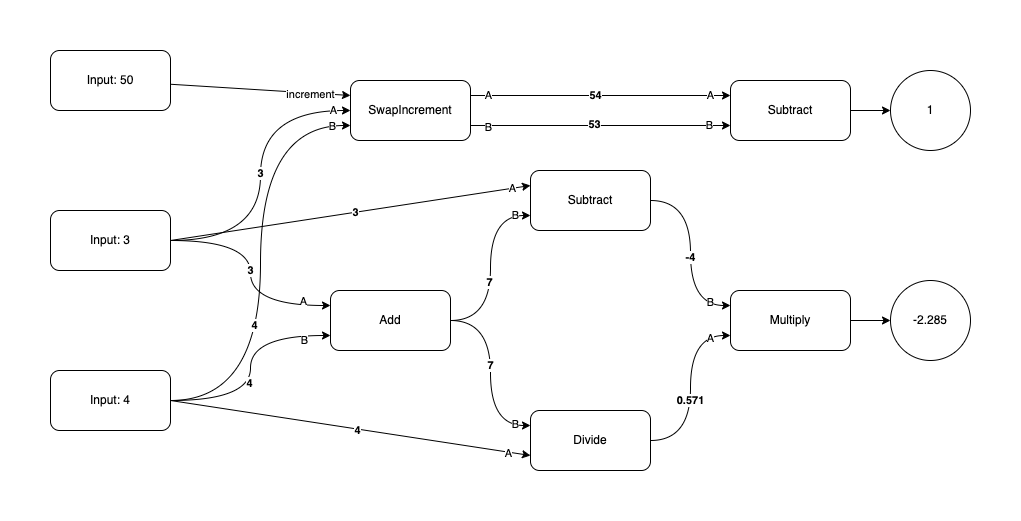 Input: 50
increment
A
B
SwapIncrement
A
54
A
B
53
B
Subtract
1
3
Input: 3
3
A
B
Subtract
3
A
7
-4
B
4
B
Add
Multiply
-2.285
A
7
4
Input: 4
0.571
4
B
A
Divide